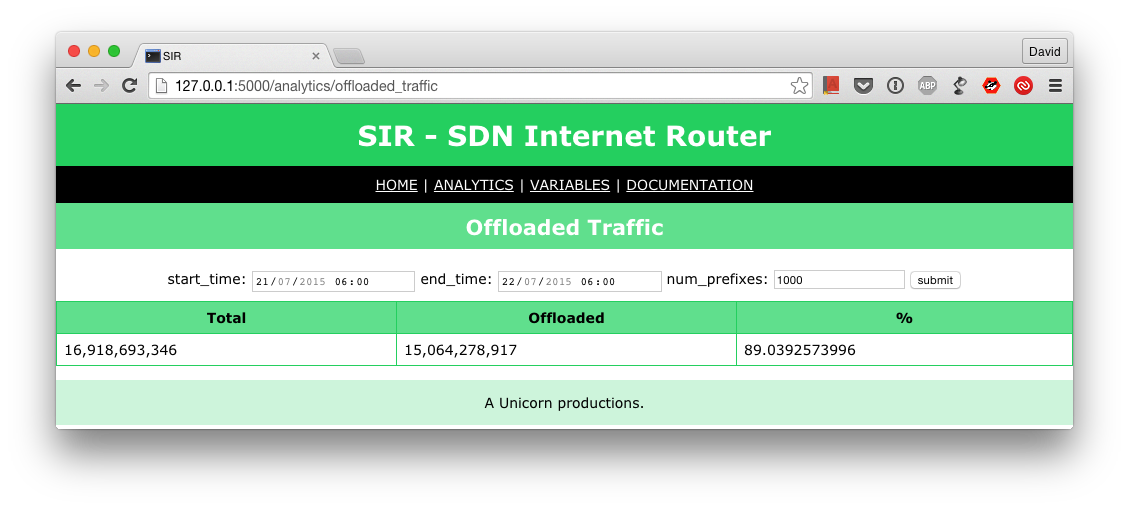 SIR
David
127.0.0.1:5000/analytics/offloaded_traffic
ABP
SIR - SDN Internet Router
HOME | ANALYTICS | VARIABLES | DOCUMENTATION
Offloaded Traffic
start_time: 21/07/2015 06:00 end_time: 22/07/2015 06:00 num_prefixes: 1000 submit
Total Offloaded %
16,918,693,346 15,064,278,917 89.0392573996
A Unicorn productions.